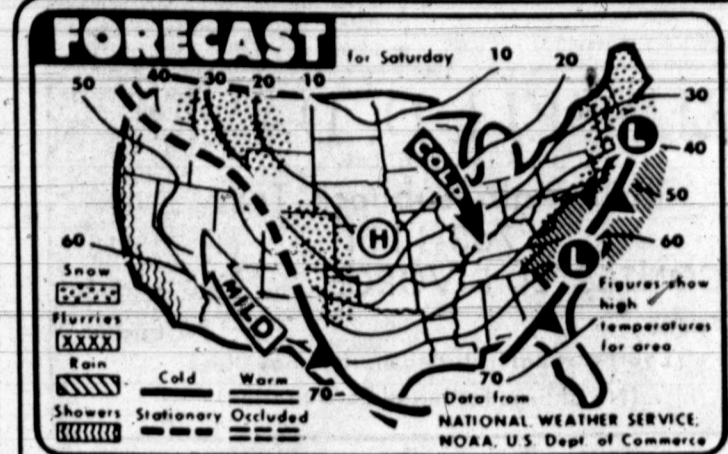 FORECAST
for Saturday
10
20
50
40
30
20
10
30
COLD
L
40
50
H
60
60
L
MILD
Snow
Flurries
Rain
Showers
Cold
Warm
Stationary
Occluded
Figures show
high
temperatures
for area
70
70
Data from
NATIONAL WEATHER SERVICE,
NOAA, U.S. Dept. of Commerce